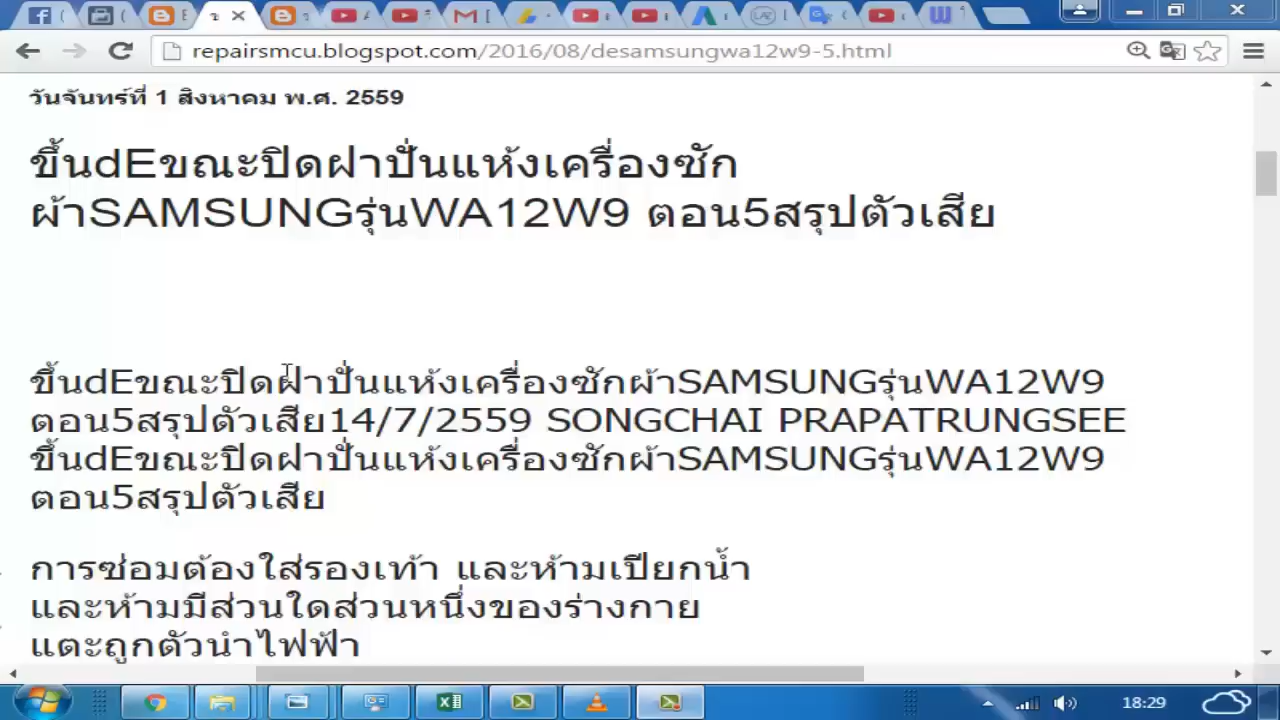 repairsmcu.blogspot.com/2016/08/desamsungwa12w9-5.html
วันจันทร์ที่ 1 สิงหาคม พ.ศ. 2559
ขึ้นdEขณะปิดฝาปั่นแห้งเครื่องซัก
ผ้าSAMSUNGรุ่นWA12W9 ตอน5สรุปตัวเสีย
ขึ้นdEขณะปิดฝาปั่นแห้งเครื่องซักผ้าSAMSUNGรุ่นWA12W9
ตอน5สรุปตัวเสีย14/7/2559 SONGCHAI PRAPATRUNGSEE
ขึ้นdEขณะปิดฝาปั่นแห้งเครื่องซักผ้าSAMSUNGรุ่นWA12W9
ตอน5สรุปตัวเสีย
การซ่อมต้องใส่รองเท้า และห้ามเปียกน้ำ
และห้ามมีส่วนใดส่วนหนึ่งของร่างกาย
แตะถูกตัวนำไฟฟ้า
18:29